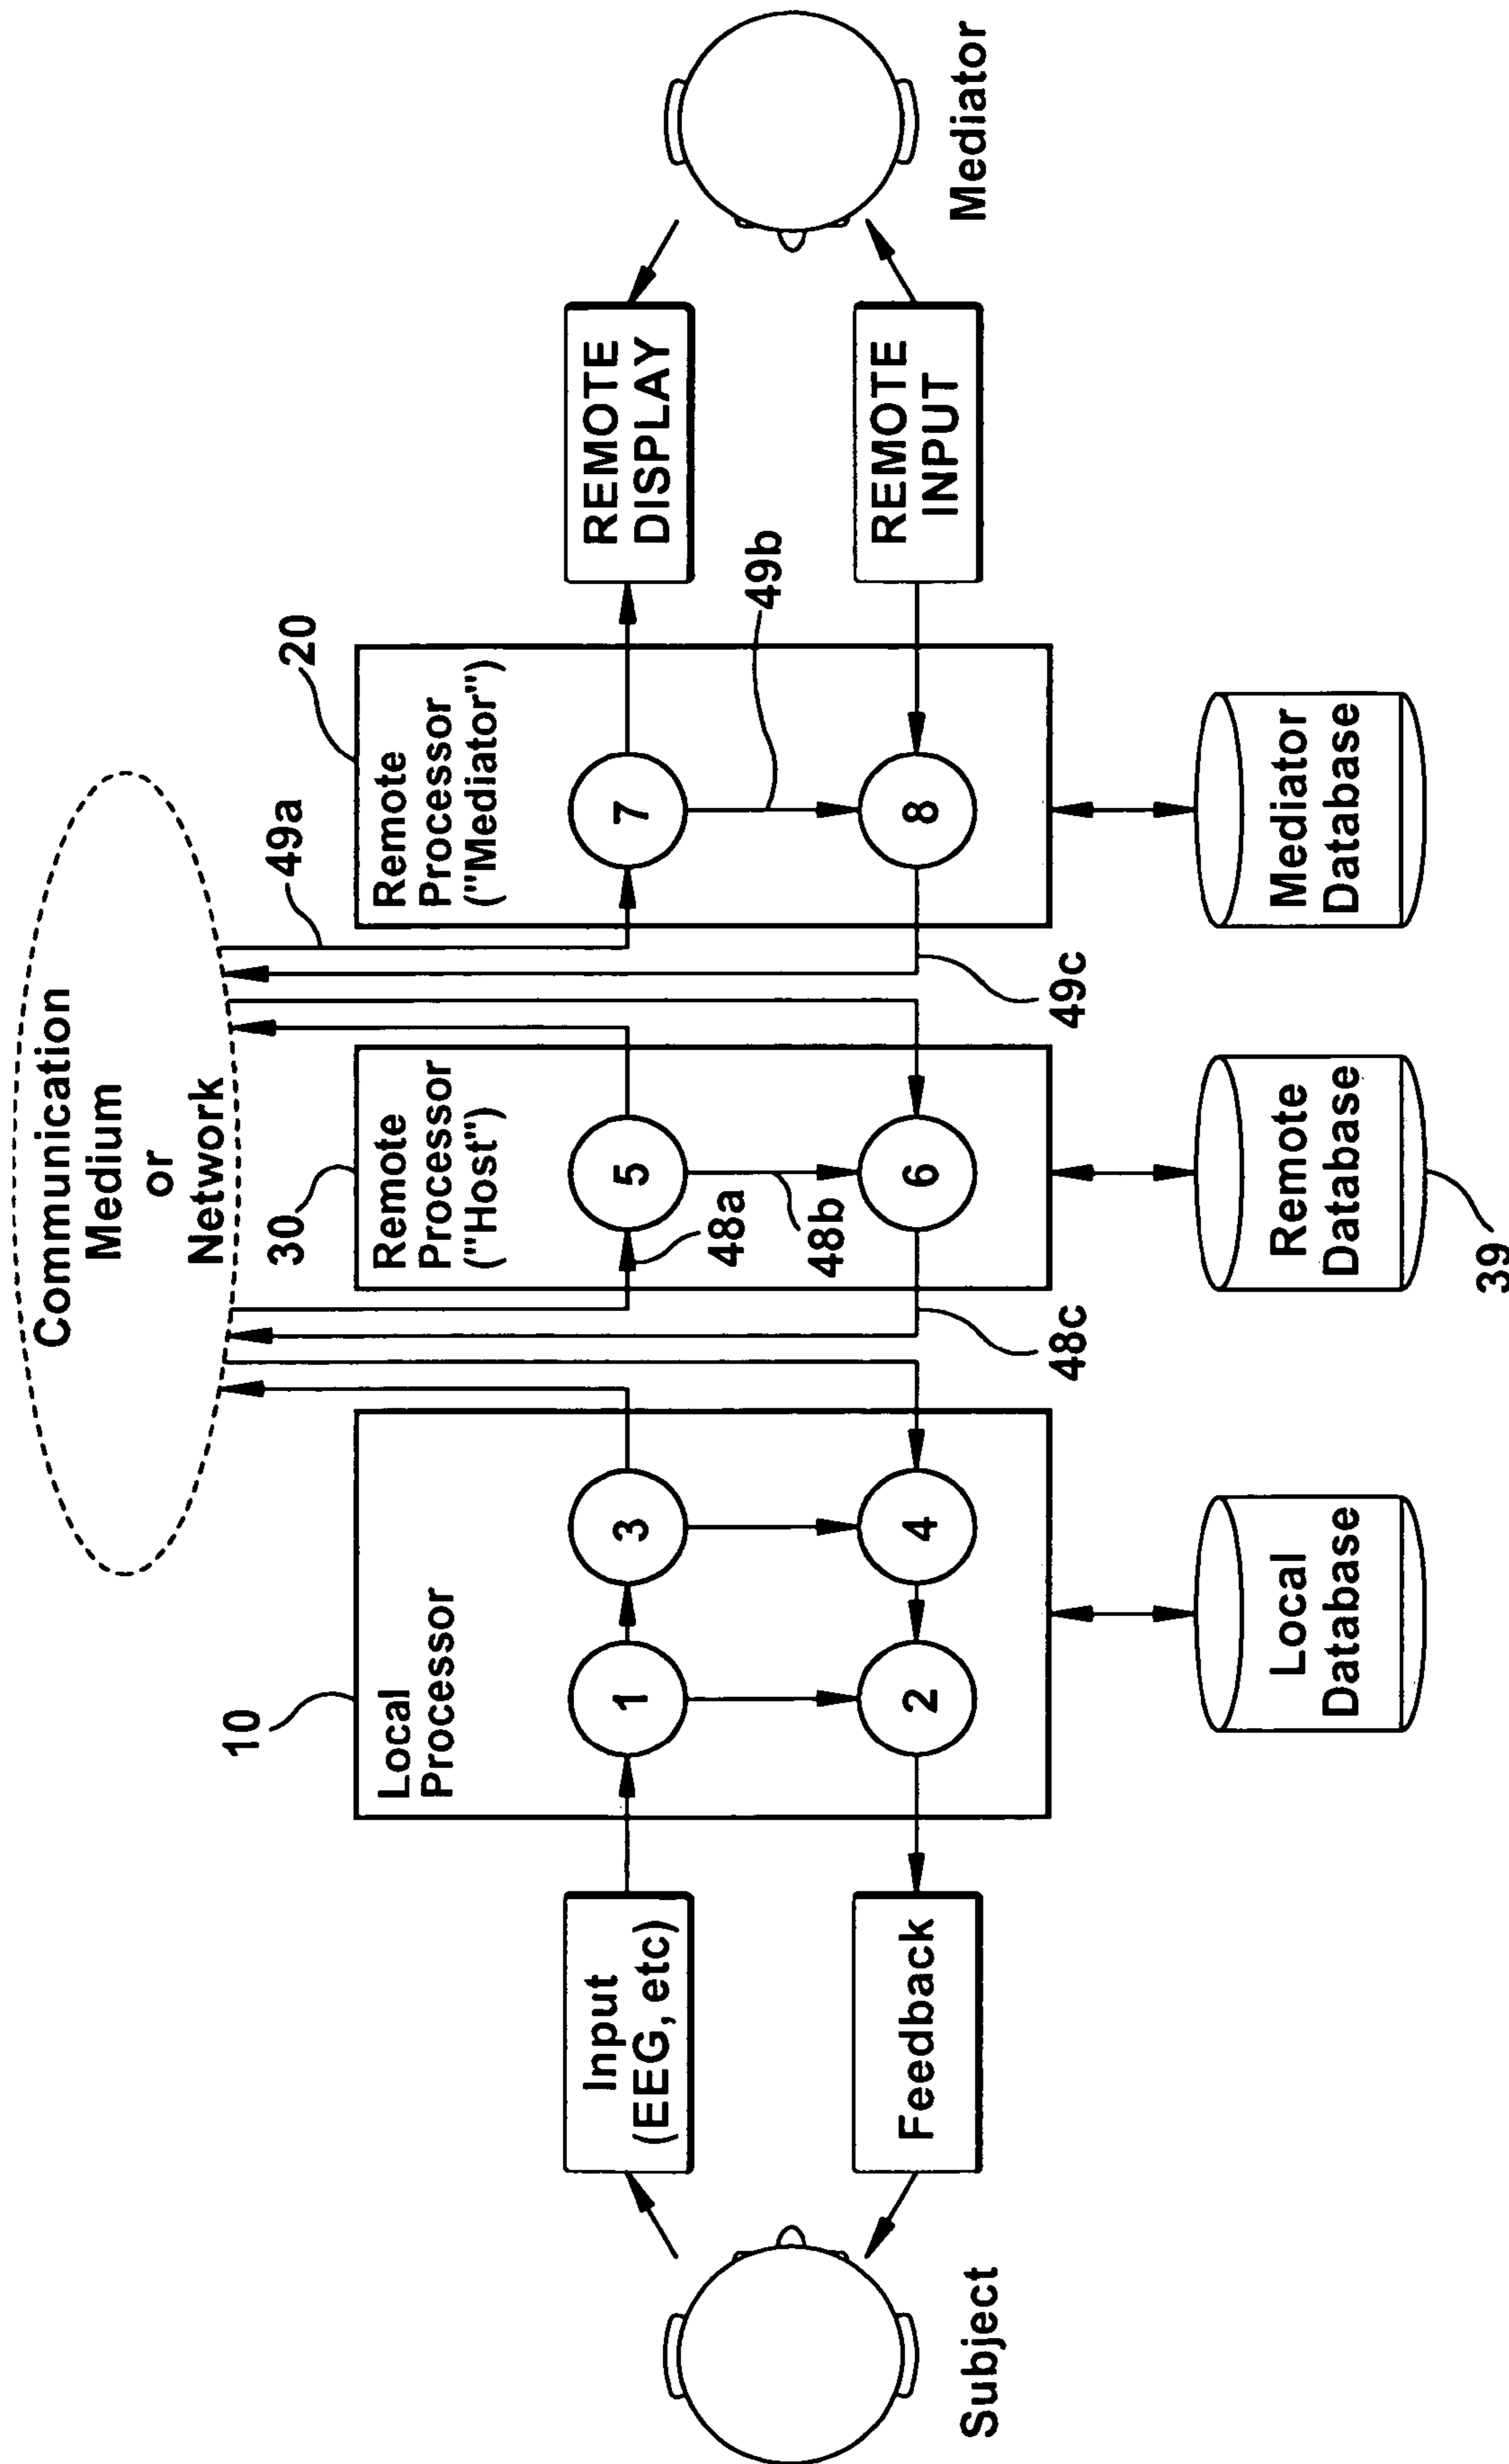 Communication
Medium
or
Network
10
Local
Processor
1
3
2
4
30
Remote
Processor
("Host")
5
6
48a
48b
48c
20
Remote
Processor
("Mediator")
7
8
49a
49b
49c
Input
(EEG, etc)
Feedback
Subject
REMOTE
DISPLAY
REMOTE
INPUT
Mediator
Local
Database
Remote
Database
39
Mediator
Database